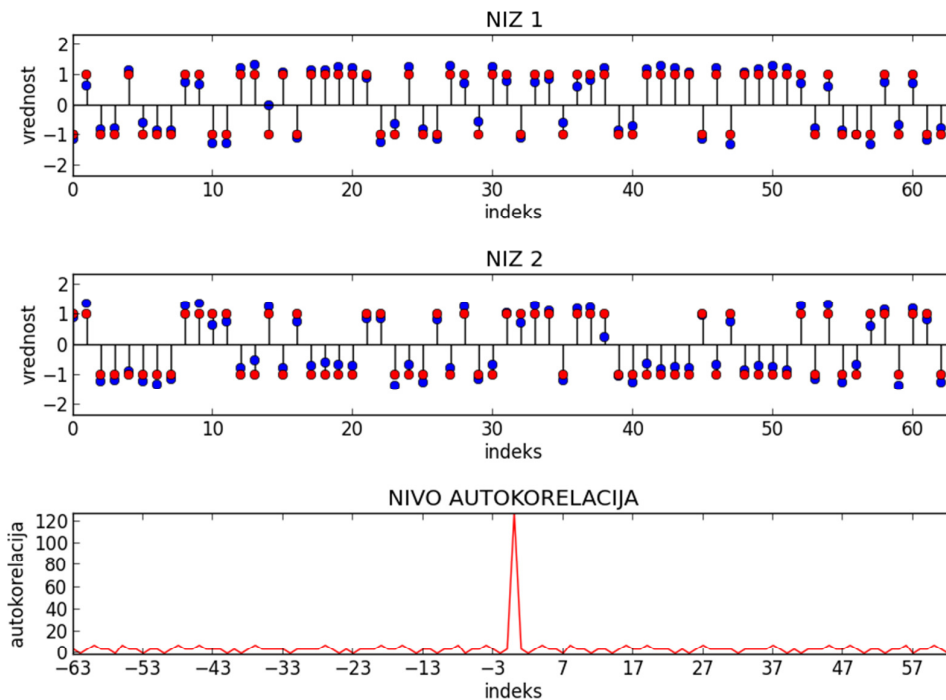 NIZ 1
vrednost
2
1
0
−1
−2
0 10 20 30 40 50 60
indeks
NIZ 2
vrednost
2
1
0
−1
−2
0 10 20 30 40 50 60
indeks
NIVO AUTOKORELACIJA
autokorelacija
120
100
80
60
40
20
0
−63 −53 −43 −33 −23 −13 −3 7 17 27 37 47 57
indeks